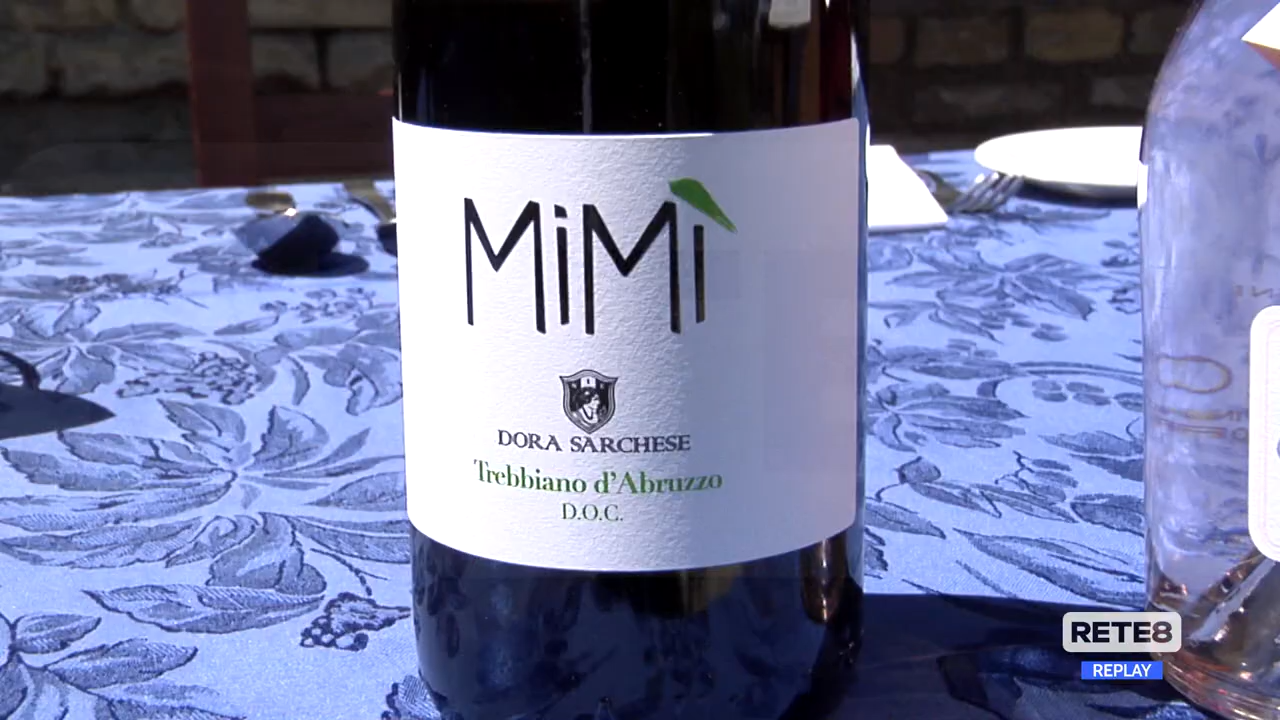 MiMì
DORA SARCHESE
Trebbiano d'Abruzzo
D.O.C.
RETE8
REPLAY